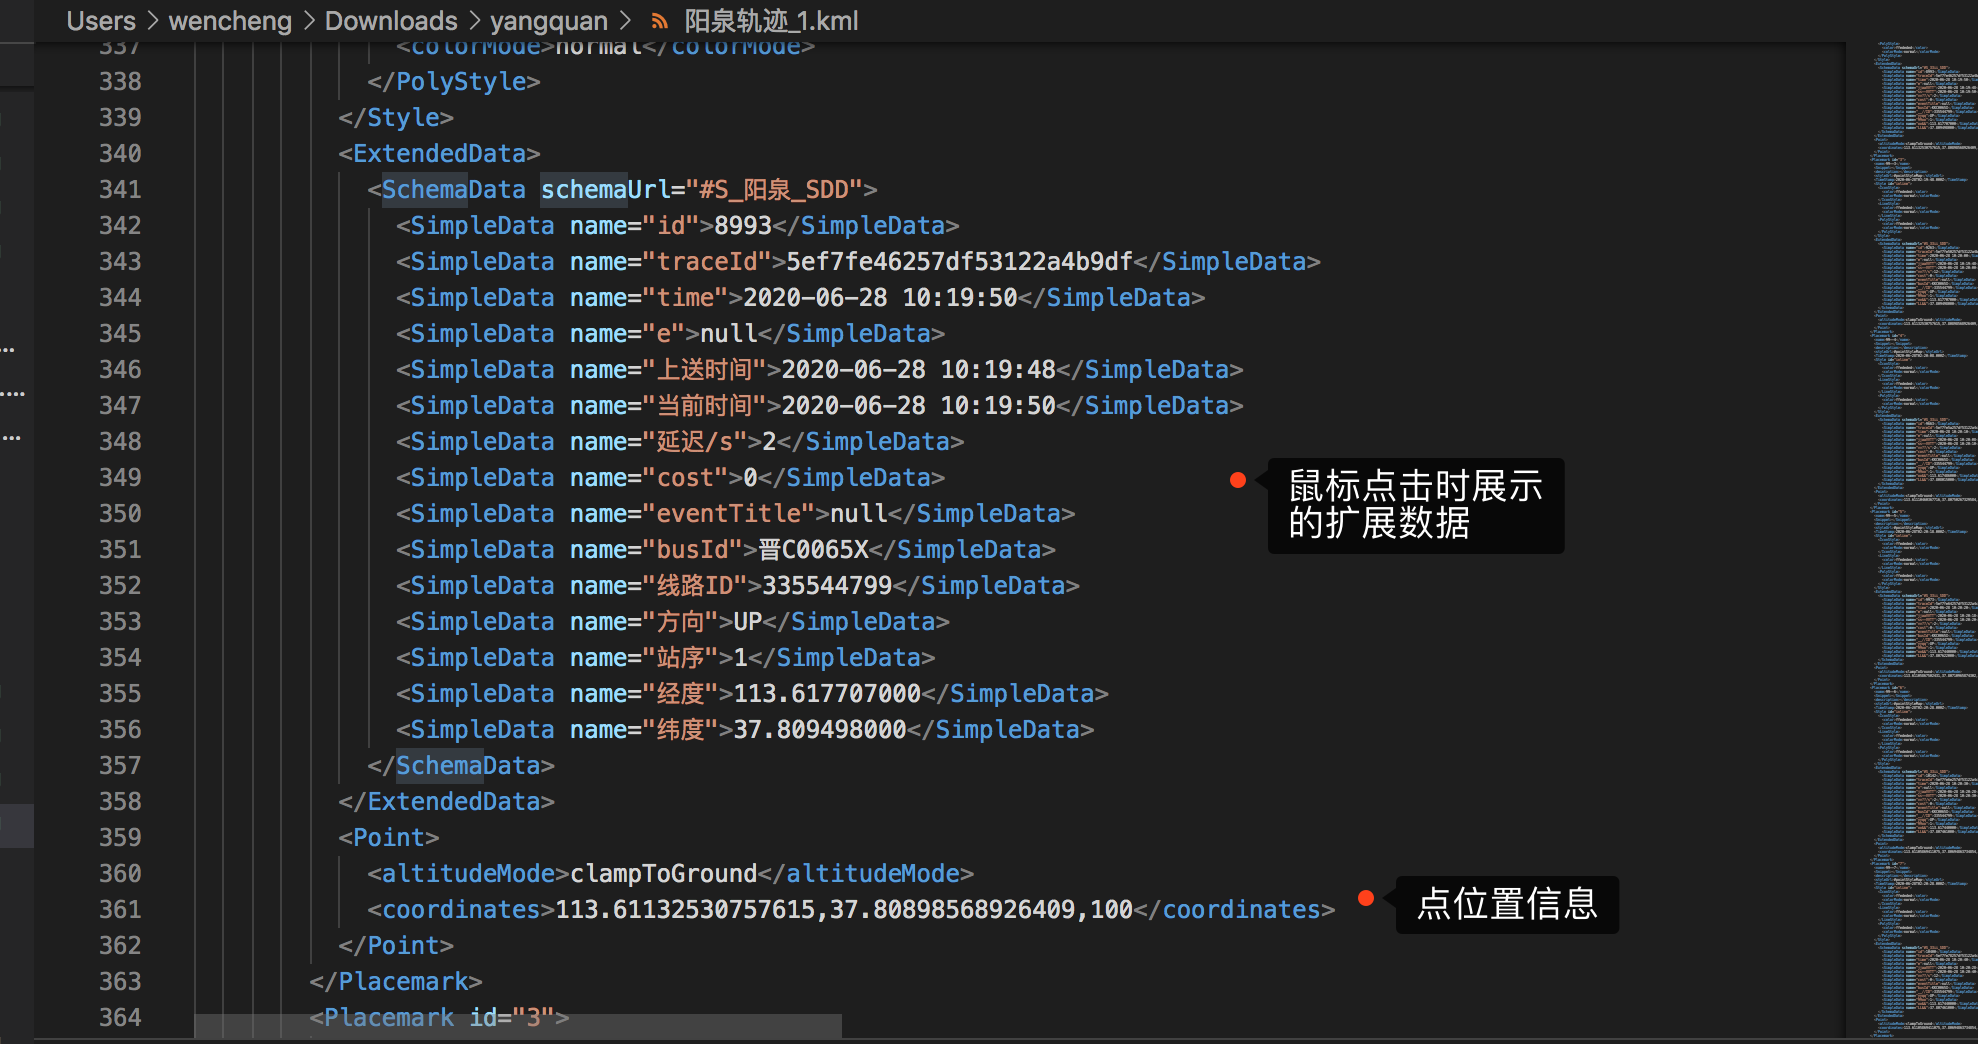 Users > wencheng > Downloads > yangquan > 阳泉轨迹_1.kml
337 <colorMode>normal</colorMode>
338 </PolyStyle>
339 </Style>
340 <ExtendedData>
341 <SchemaData schemaUrl="#S_阳泉_SDD">
342 <SimpleData name="id">8993</SimpleData>
343 <SimpleData name="traceId">5ef7fe46257df53122a4b9df</SimpleData>
344 <SimpleData name="time">2020-06-28 10:19:50</SimpleData>
345 <SimpleData name="e">null</SimpleData>
346 <SimpleData name="上送时间">2020-06-28 10:19:48</SimpleData>
347 <SimpleData name="当前时间">2020-06-28 10:19:50</SimpleData>
348 <SimpleData name="延迟/s">2</SimpleData>
349 <SimpleData name="cost">0</SimpleData>
鼠标点击时展示
的扩展数据
350 <SimpleData name="eventTitle">null</SimpleData>
351 <SimpleData name="busId">晋C0065X</SimpleData>
352 <SimpleData name="线路ID">335544799</SimpleData>
353 <SimpleData name="方向">UP</SimpleData>
354 <SimpleData name="站序">1</SimpleData>
355 <SimpleData name="经度">113.617707000</SimpleData>
356 <SimpleData name="纬度">37.809498000</SimpleData>
357 </SchemaData>
358 </ExtendedData>
359 <Point>
360 <altitudeMode>clampToGround</altitudeMode>
361 <coordinates>113.61132530757615,37.80898568926409,100</coordinates>
点位置信息
362 </Point>
363 </Placemark>
364 <Placemark id="3">